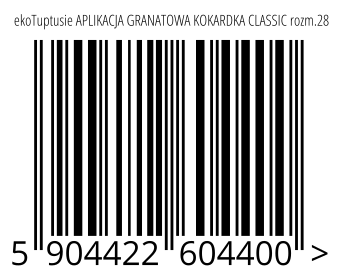 ekoTuptusie APLIKACJA GRANATOWA KOKARDKA CLASSIC rozm.28
5 904422 604400 >